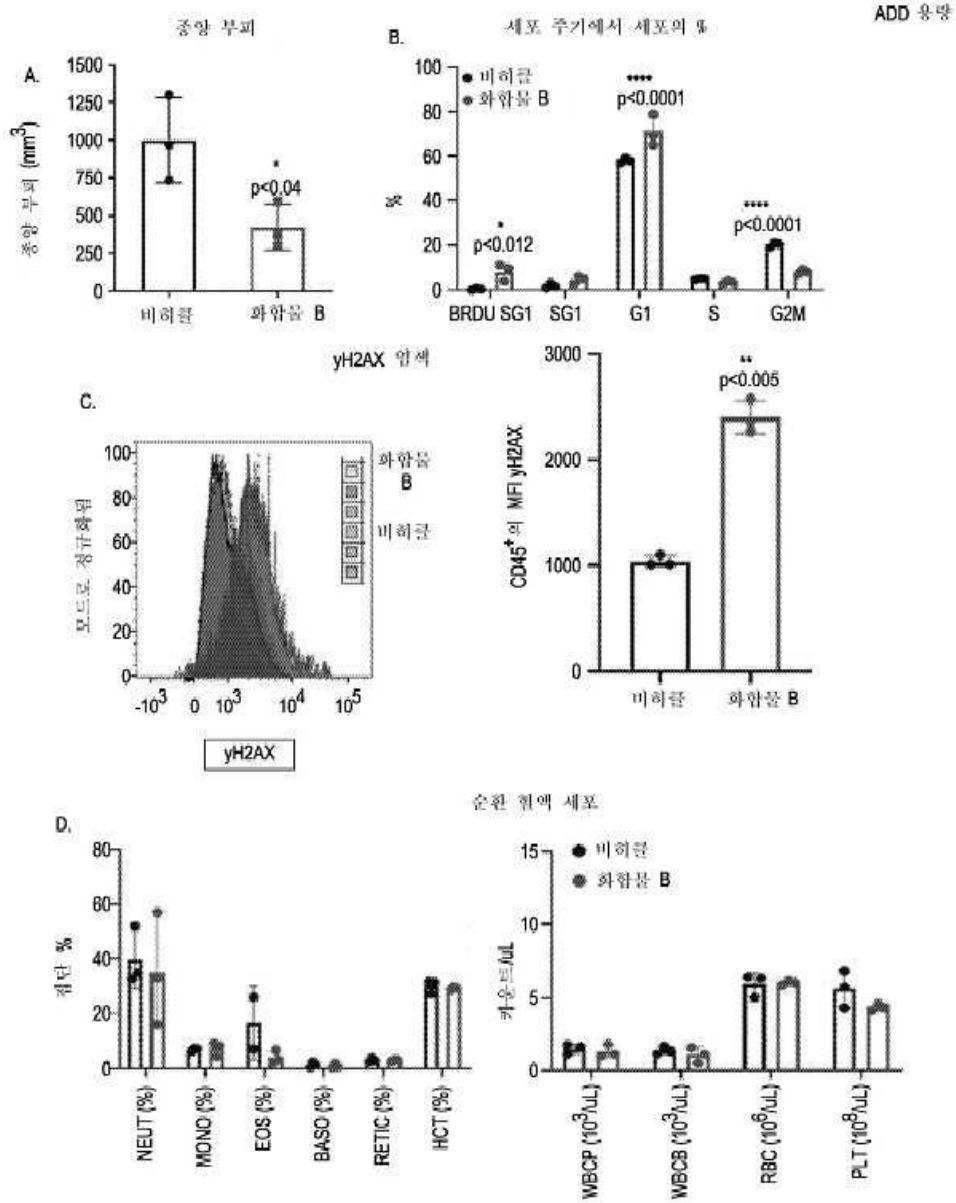 ADD 용량
종양 부피
A.
종양 부피 (mm3)
1500
1250
1000
750
500
250
0
*
p<0.04
비히클
화합물 B
세포 주기에서 세포의 %
B.
%
100
80
60
40
20
0
비히클
화합물 B
*
p<0.012
****
p<0.0001
****
p<0.0001
BRDU SG1
SG1
G1
S
G2M
yH2AX 염색
C.
모드로 정규화됨
100
80
60
40
20
0
화합물
B
비히클
-103
0
103
104
105
yH2AX
CD45+의 MFI yH2AX
3000
2000
1000
0
**
p<0.005
비히클
화합물 B
순환 혈액 세포
D.
집단 %
80
60
40
20
0
NEUT (%)
MONO (%)
EOS (%)
BASO (%)
RETIC (%)
HCT (%)
카운트/uL
15
10
5
0
비히클
화합물 B
WBCP (103/uL)
WBCB (103/uL)
RBC (106/uL)
PLT (108/uL)